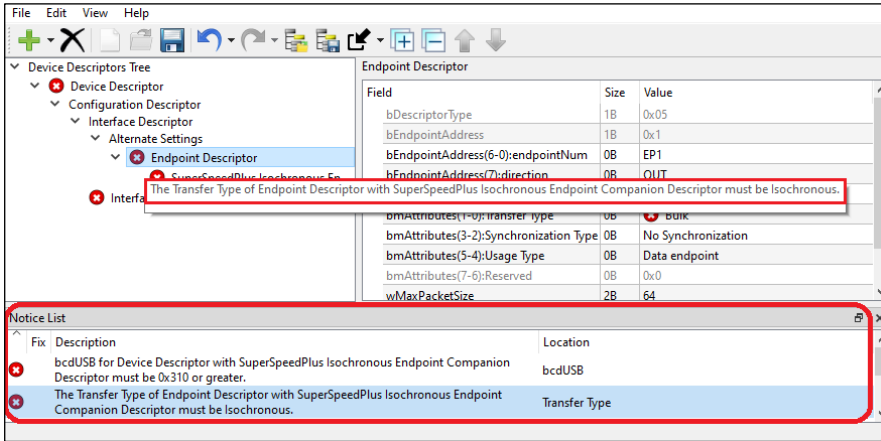 File Edit View Help
Device Descriptors Tree
Device Descriptor
Configuration Descriptor
Interface Descriptor
Alternate Settings
Endpoint Descriptor
SuperSpeedPlus Isochronous En
Interfa
The Transfer Type of Endpoint Descriptor with SuperSpeedPlus Isochronous Endpoint Companion Descriptor must be Isochronous.
Endpoint Descriptor
Field Size Value
bDescriptorType 1B 0x05
bEndpointAddress 1B 0x1
bEndpointAddress(6-0):endpointNum 0B EP1
bEndpointAddress(7):direction 0B OUT
bmAttributes(1-0):Transfer Type 0B Bulk
bmAttributes(3-2):Synchronization Type 0B No Synchronization
bmAttributes(5-4):Usage Type 0B Data endpoint
bmAttributes(7-6):Reserved 0B 0x0
wMaxPacketSize 2B 64
Notice List
Fix Description Location
bcdUSB for Device Descriptor with SuperSpeedPlus Isochronous Endpoint Companion
Descriptor must be 0x310 or greater.
bcdUSB
The Transfer Type of Endpoint Descriptor with SuperSpeedPlus Isochronous Endpoint
Companion Descriptor must be Isochronous.
Transfer Type